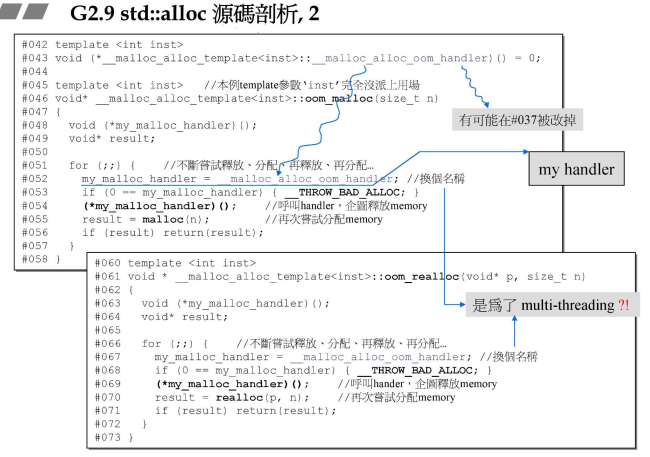 G2.9 std::alloc 源碼剖析, 2
#042 template <int inst>
#043 void (*__malloc_alloc_template<inst>::__malloc_alloc_oom_handler)() = 0;
#044
#045 template <int inst>   //本例template參數‵inst′完全沒派上用場
#046 void* __malloc_alloc_template<inst>::oom_malloc(size_t n)
#047 {
#048   void (*my_malloc_handler)();
#049   void* result;
#050
#051   for (;;) {    //不斷嘗試釋放、分配、再釋放、再分配…
#052     my_malloc_handler = __malloc_alloc_oom_handler; //換個名稱
#053     if (0 == my_malloc_handler) { __THROW_BAD_ALLOC; }
#054     (*my_malloc_handler)();    //呼叫handler，企圖釋放memory
#055     result = malloc(n);        //再次嘗試分配memory
#056     if (result) return(result);
#057   }
#058 }
有可能在#037被改掉
my handler
#060 template <int inst>
#061 void * __malloc_alloc_template<inst>::oom_realloc(void* p, size_t n)
#062 {
#063   void (*my_malloc_handler)();
#064   void* result;
#065
#066   for (;;) {    //不斷嘗試釋放、分配、再釋放、再分配…
#067     my_malloc_handler = __malloc_alloc_oom_handler; //換個名稱
#068     if (0 == my_malloc_handler) { __THROW_BAD_ALLOC; }
#069     (*my_malloc_handler)();    //呼叫hander，企圖釋放memory
#070     result = realloc(p, n);    //再次嘗試分配memory
#071     if (result) return(result);
#072   }
#073 }
是爲了 multi-threading ?!